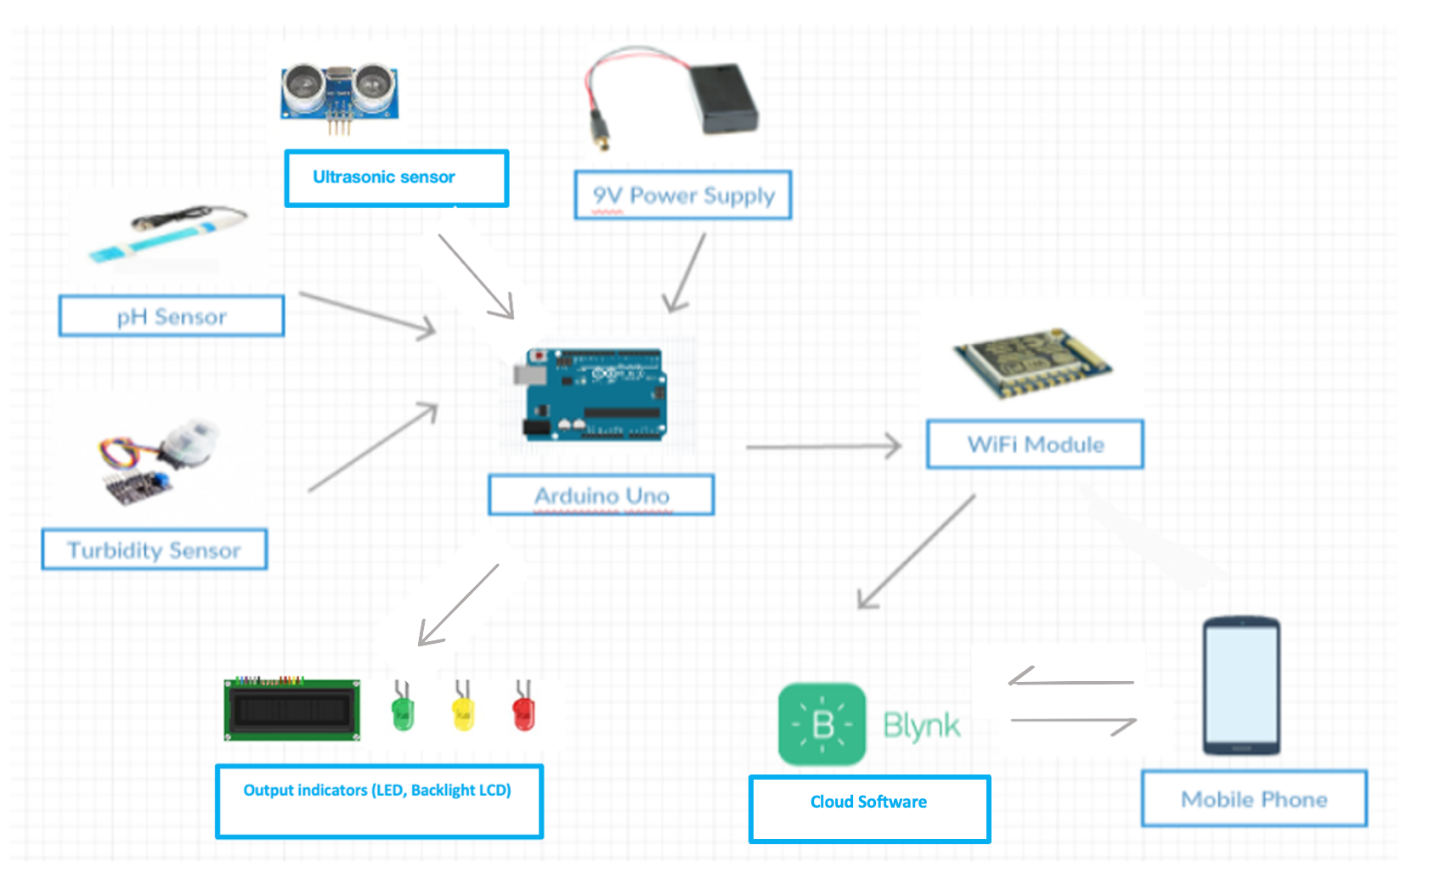 Ultrasonic sensor
9V Power Supply
pH Sensor
WiFi Module
Arduino Uno
Turbidity Sensor
B Blynk
Output indicators (LED, Backlight LCD)
Cloud Software
Mobile Phone